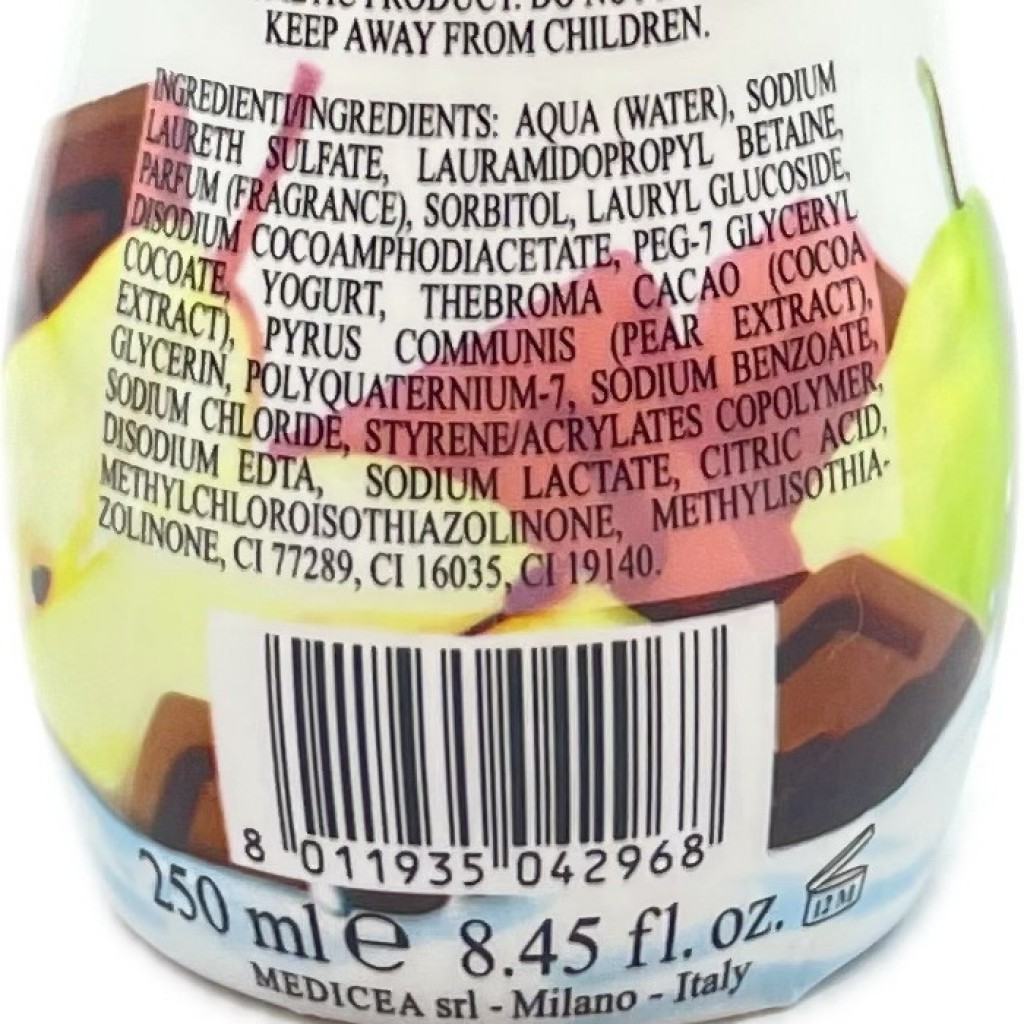 PRODUCT. DO NOT
KEEP AWAY FROM CHILDREN.
INGREDIENTI/INGREDIENTS: AQUA (WATER), SODIUM
LAURETH SULFATE, LAURAMIDOPROPYL BETAINE,
PARFUM (FRAGRANCE), SORBITOL, LAURYL GLUCOSIDE,
DISODIUM COCOAMPHODIACETATE, PEG-7 GLYCERYL
COCOATE, YOGURT, THEBROMA CACAO (COCOA
EXTRACT), PYRUS COMMUNIS (PEAR EXTRACT),
GLYCERIN, POLYQUATERNIUM-7, SODIUM BENZOATE,
SODIUM CHLORIDE, STYRENE/ACRYLATES COPOLYMER,
DISODIUM EDTA, SODIUM LACTATE, CITRIC ACID,
METHYLCHLOROISOTHIAZOLINONE, METHYLISOTHIA-
ZOLINONE, CI 77289, CI 16035, CI 19140.
8 011935 042968
250 ml e 8.45 fl. oz. 12 M
MEDICEA srl - Milano - Italy